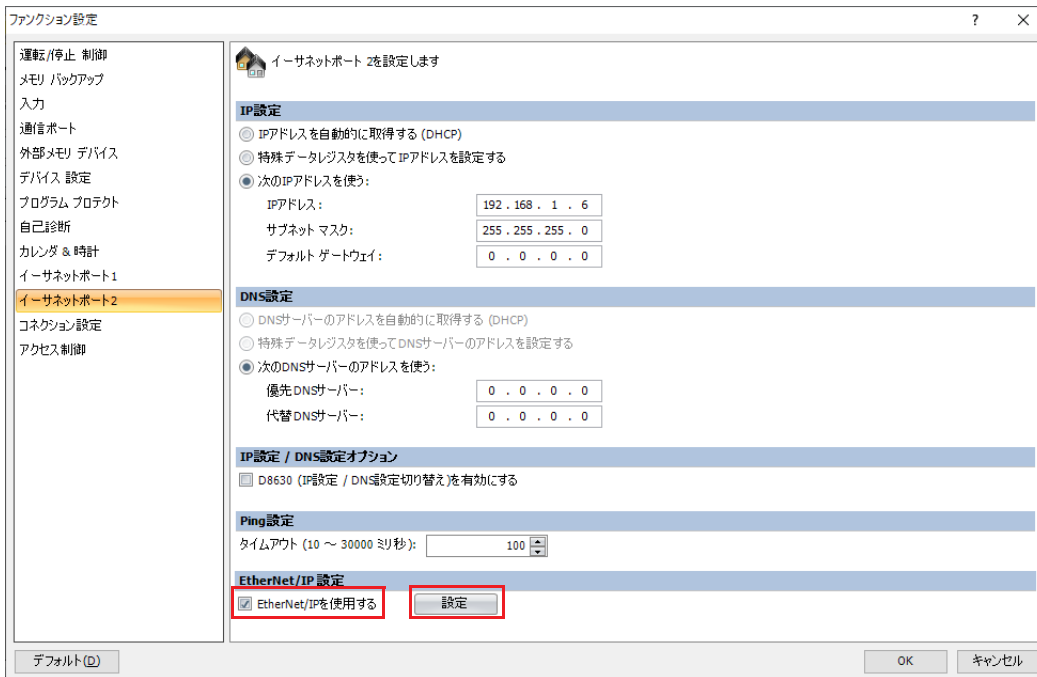 ファンクション設定
運転/停止 制御
メモリ バックアップ
入力
通信ポート
外部メモリ デバイス
デバイス 設定
プログラム プロテクト
自己診断
カレンダ & 時計
イーサネットポート1
イーサネットポート2
コネクション設定
アクセス制御
イーサネットポート 2を設定します
IP設定
IPアドレスを自動的に取得する (DHCP)
特殊データレジスタを使ってIPアドレスを設定する
次のIPアドレスを使う:
IPアドレス: 192 . 168 . 1 . 6
サブネット マスク: 255 . 255 . 255 . 0
デフォルト ゲートウェイ: 0 . 0 . 0 . 0
DNS設定
DNSサーバーのアドレスを自動的に取得する (DHCP)
特殊データレジスタを使ってDNSサーバーのアドレスを設定する
次のDNSサーバーのアドレスを使う:
優先DNSサーバー: 0 . 0 . 0 . 0
代替DNSサーバー: 0 . 0 . 0 . 0
IP設定 / DNS設定オプション
D8630 (IP設定 / DNS設定切り替え)を有効にする
Ping設定
タイムアウト (10 ～ 30000 ミリ秒): 100
EtherNet/IP 設定
EtherNet/IPを使用する 設定
デフォルト(D) OK キャンセル